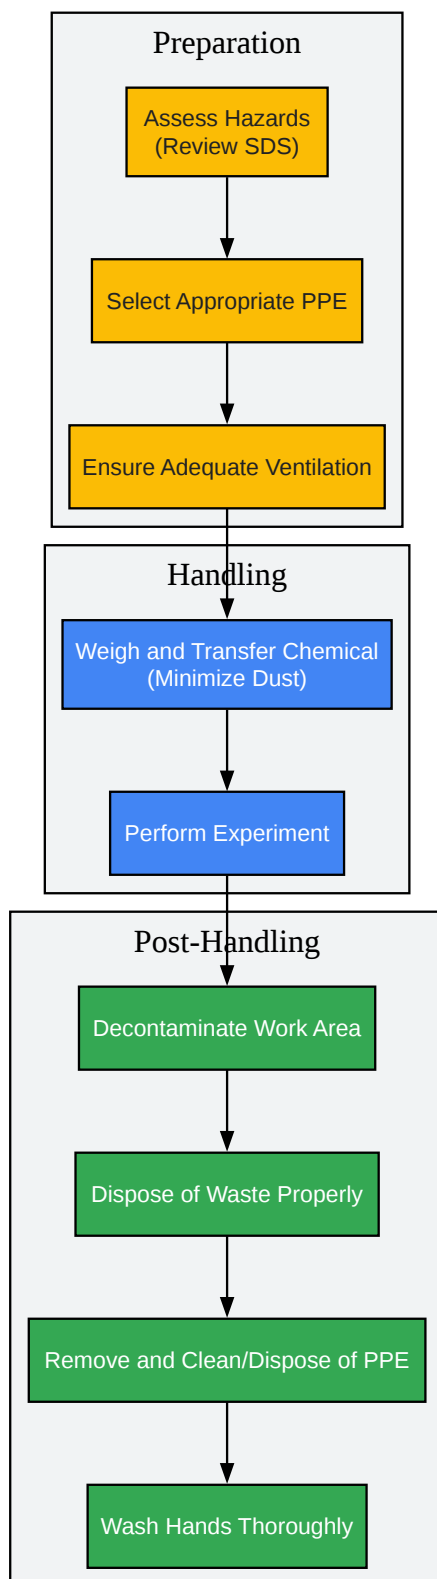 Preparation
Assess Hazards
(Review SDS)
Select Appropriate PPE
Ensure Adequate Ventilation
Handling
Weigh and Transfer Chemical
(Minimize Dust)
Perform Experiment
Post-Handling
Decontaminate Work Area
Dispose of Waste Properly
Remove and Clean/Dispose of PPE
Wash Hands Thoroughly